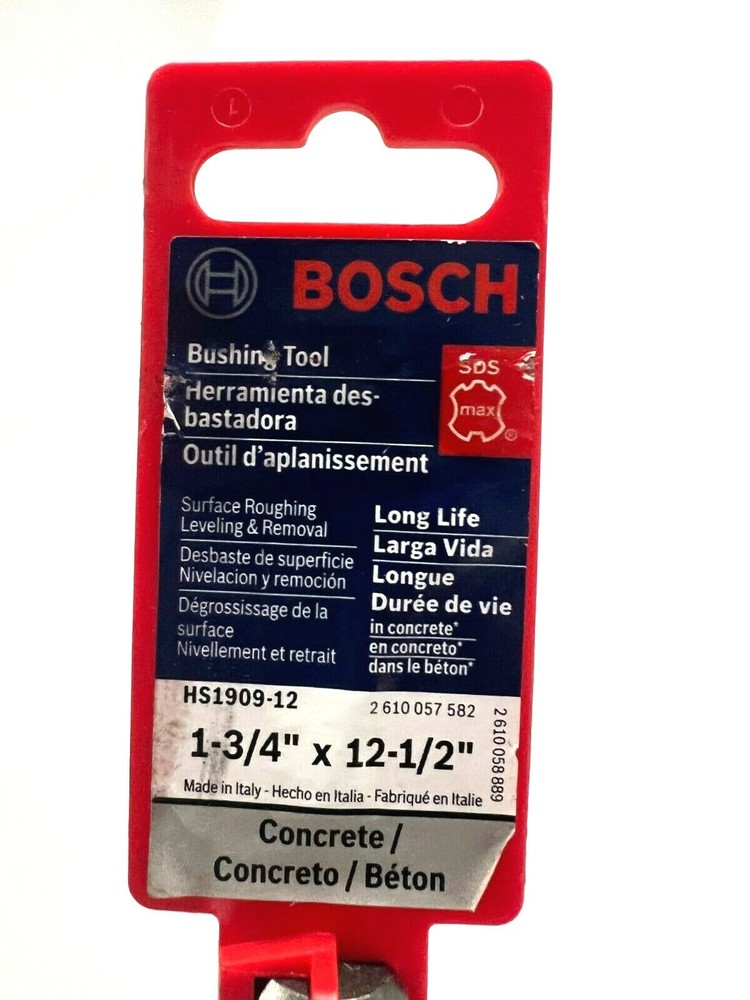 1
BOSCH
Bushing Tool
Herramienta des-
bastadora
Outil d'aplanissement
SDS
max
®
Surface Roughing
Leveling & Removal
Desbaste de superficie
Nivelacion y remoción
Dégrossissage de la
surface
Nivellement et retrait
Long Life
Larga Vida
Longue
Durée de vie
in concrete*
en concreto*
dans le béton*
HS1909-12
2 610 057 582
2 610 058 889
1-3/4" x 12-1/2"
Made in Italy - Hecho en Italia - Fabriqué en Italie
Concrete /
Concreto / Béton